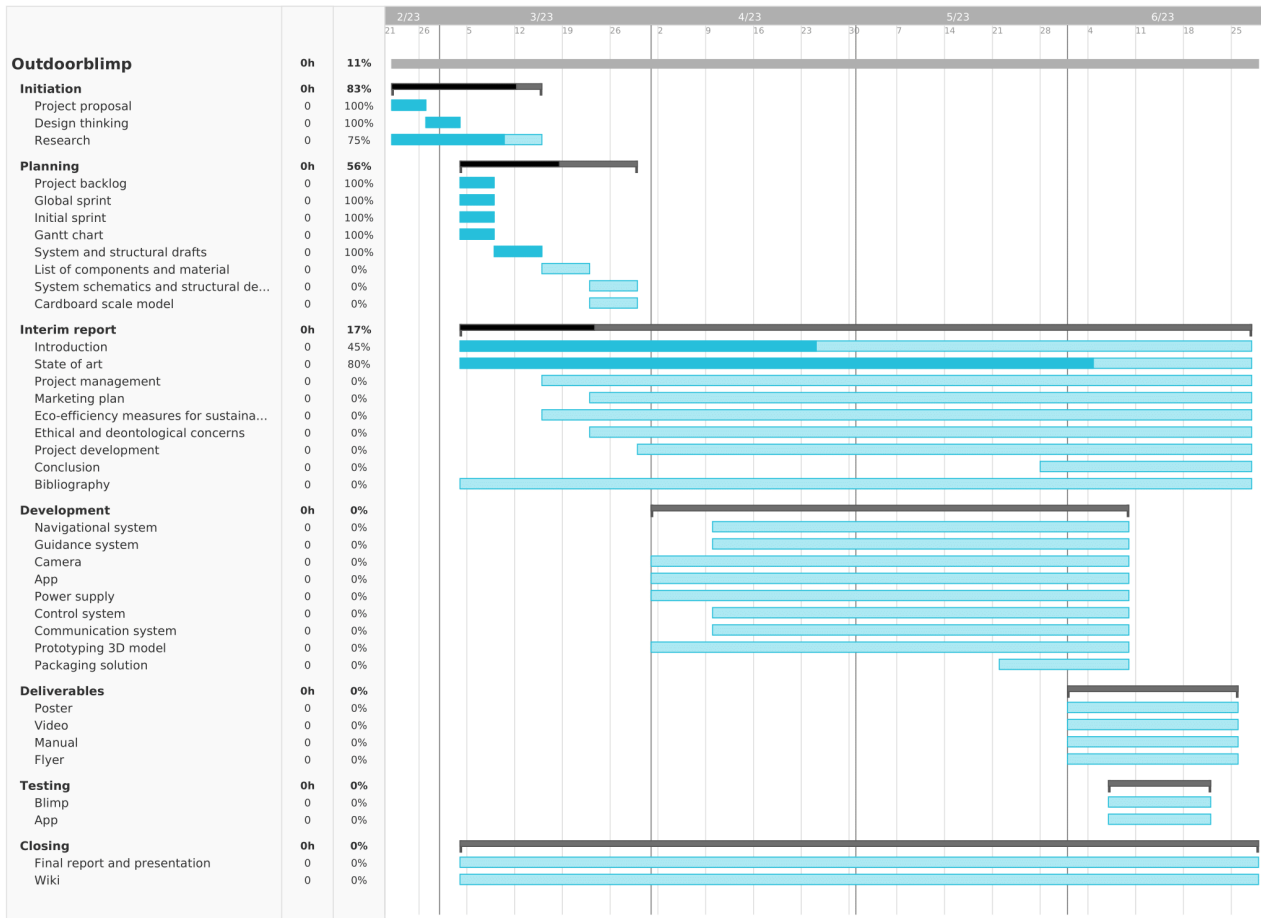 2/23 3/23 4/23 5/23 6/23
21 26 5 12 19 26 2 9 16 23 30 7 14 21 28 4 11 18 25
Outdoorblimp 0h 11%
Initiation 0h 83%
Project proposal 0 100%
Design thinking 0 100%
Research 0 75%
Planning 0h 56%
Project backlog 0 100%
Global sprint 0 100%
Initial sprint 0 100%
Gantt chart 0 100%
System and structural drafts 0 100%
List of components and material 0 0%
System schematics and structural de... 0 0%
Cardboard scale model 0 0%
Interim report 0h 17%
Introduction 0 45%
State of art 0 80%
Project management 0 0%
Marketing plan 0 0%
Eco-efficiency measures for sustaina... 0 0%
Ethical and deontological concerns 0 0%
Project development 0 0%
Conclusion 0 0%
Bibliography 0 0%
Development 0h 0%
Navigational system 0 0%
Guidance system 0 0%
Camera 0 0%
App 0 0%
Power supply 0 0%
Control system 0 0%
Communication system 0 0%
Prototyping 3D model 0 0%
Packaging solution 0 0%
Deliverables 0h 0%
Poster 0 0%
Video 0 0%
Manual 0 0%
Flyer 0 0%
Testing 0h 0%
Blimp 0 0%
App 0 0%
Closing 0h 0%
Final report and presentation 0 0%
Wiki 0 0%